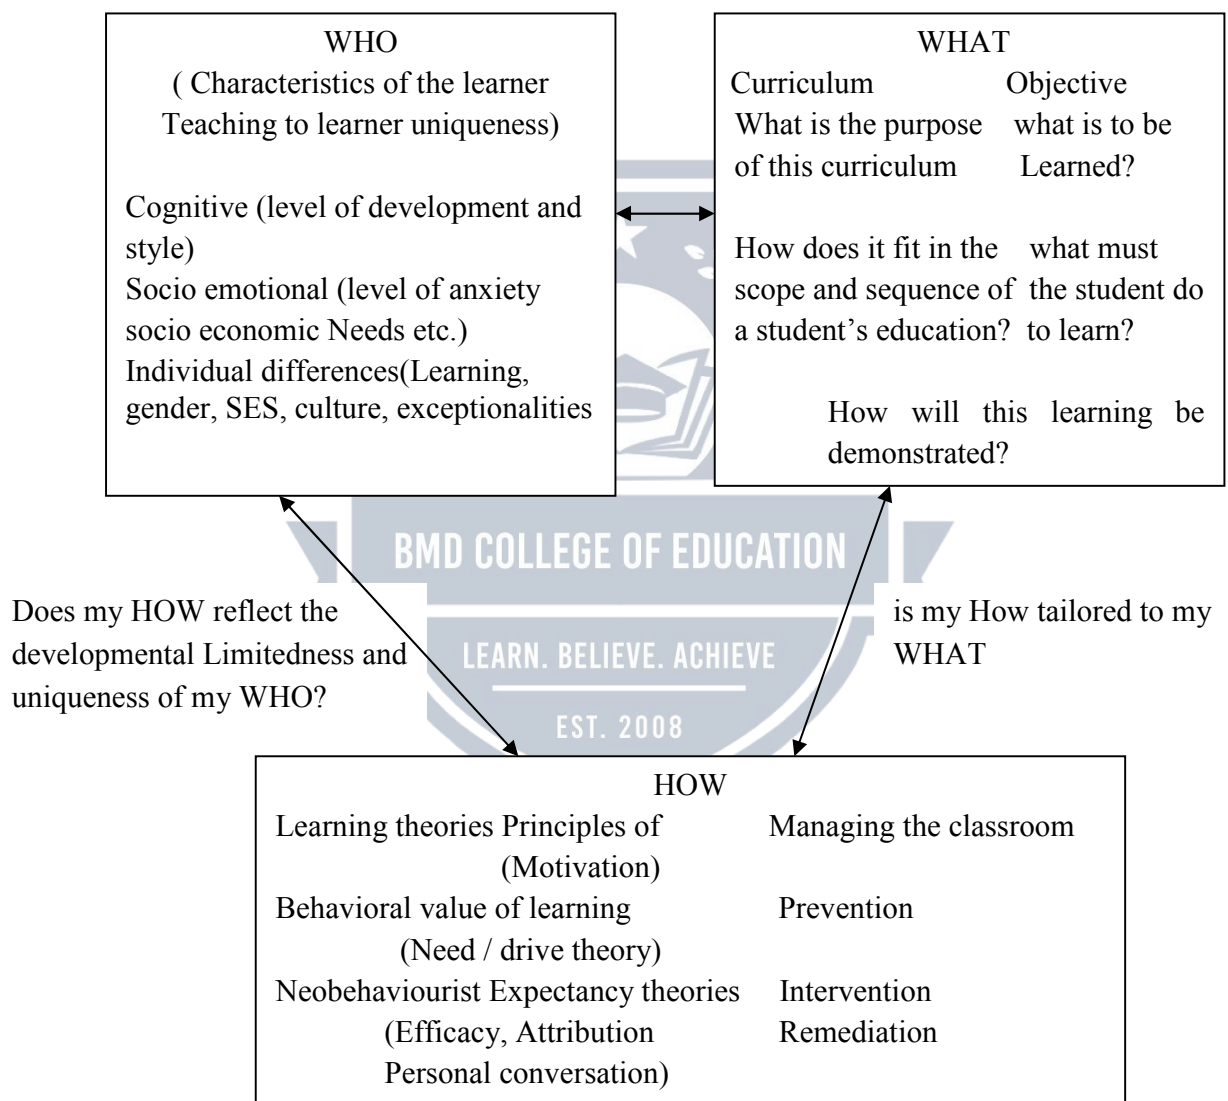 WHO
( Characteristics of the learner
Teaching to learner uniqueness)
Cognitive (level of development and
style)
Socio emotional (level of anxiety
socio economic Needs etc.)
Individual differences(Learning,
gender, SES, culture, exceptionalities
WHAT
Curriculum Objective
What is the purpose what is to be
of this curriculum Learned?
How does it fit in the what must
scope and sequence of the student do
a student’s education? to learn?
How will this learning be
demonstrated?
BMD COLLEGE OF EDUCATION
LEARN. BELIEVE. ACHIEVE
EST. 2008
Does my HOW reflect the
developmental Limitedness and
uniqueness of my WHO?
is my How tailored to my
WHAT
HOW
Learning theories Principles of Managing the classroom
(Motivation)
Behavioral value of learning Prevention
(Need / drive theory)
Neobehaviourist Expectancy theories Intervention
(Efficacy, Attribution Remediation
Personal conversation)